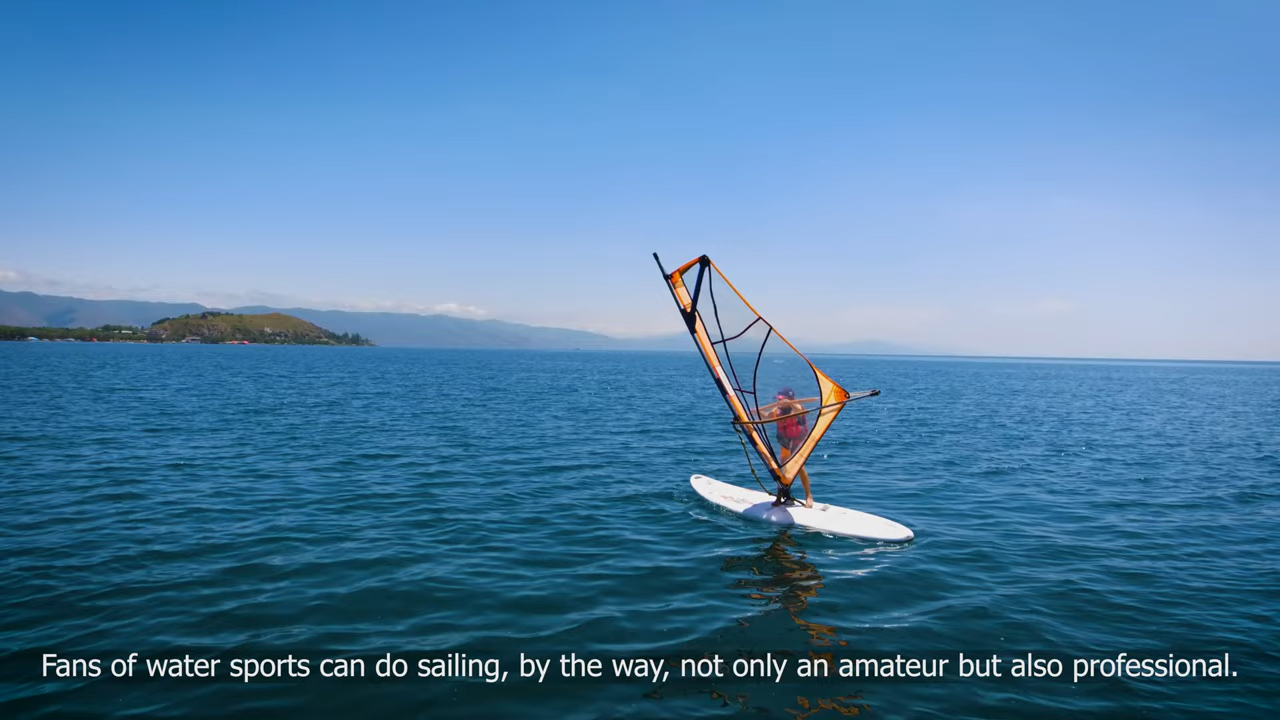 Fans of water sports can do sailing, by the way, not only an amateur but also professional.